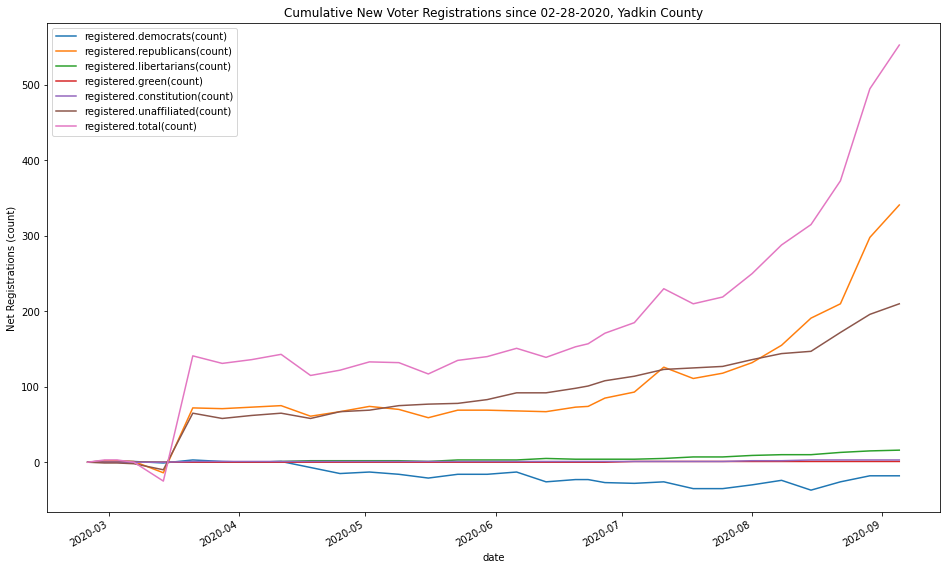 Cumulative New Voter Registrations since 02-28-2020, Yadkin County
registered.democrats(count)
registered.republicans(count)
registered.libertarians(count)
registered.green(count)
registered.constitution(count)
registered.unaffiliated(count)
registered.total(count)
Net Registrations (count)
500
400
300
200
100
0
2020-03
2020-04
2020-05
2020-06
2020-07
2020-08
2020-09
date